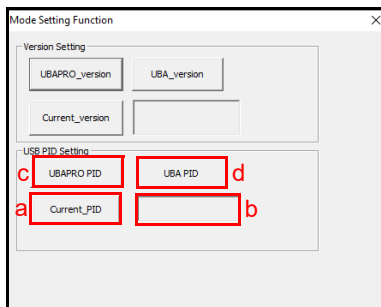 Mode Setting Function
Version Setting
UBAPRO_version UBA_version
Current_version
USB PID Setting
c UBAPRO PID UBA PID d
a Current_PID b